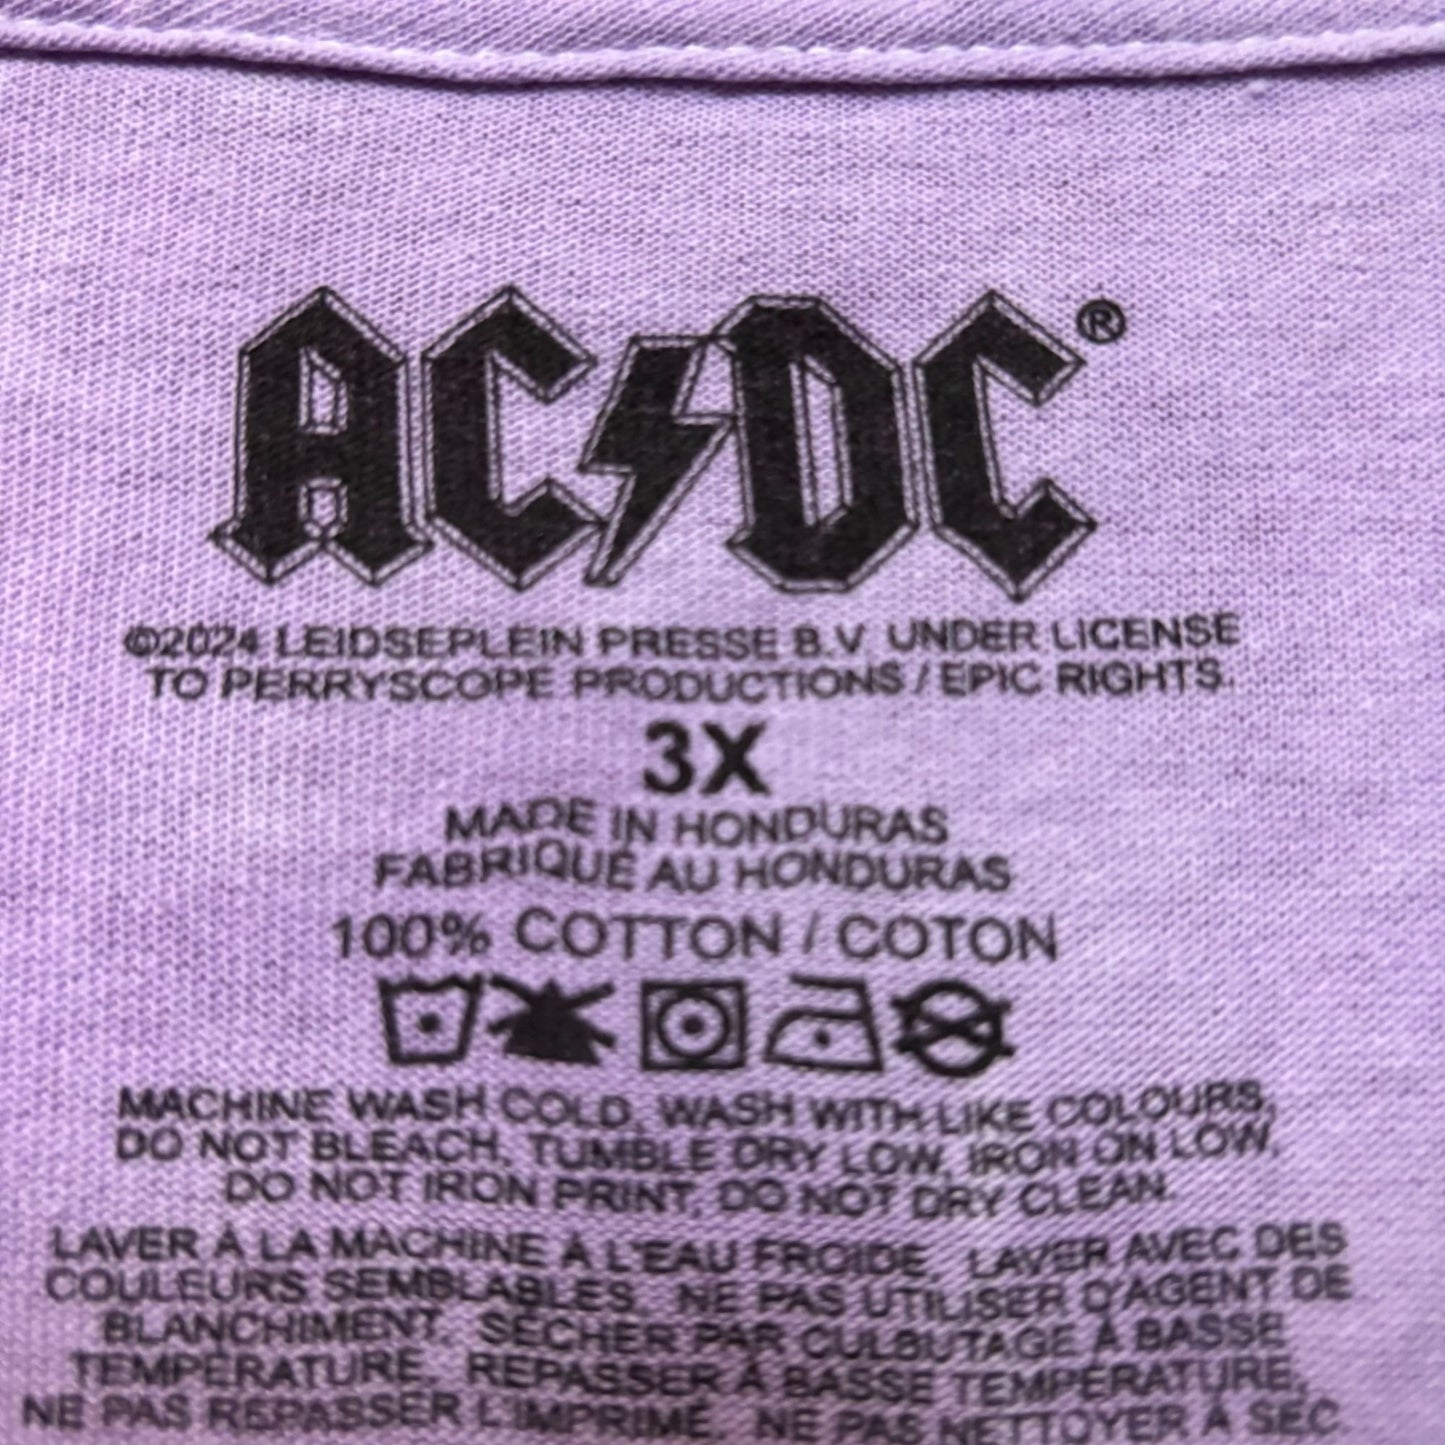 AC⚡DC®
©2024 LEIDSEPLEIN PRESSE B.V UNDER LICENSE
TO PERRYSCOPE PRODUCTIONS / EPIC RIGHTS.
3X
MADE IN HONDURAS
FABRIQUÉ AU HONDURAS
100% COTTON / COTON
MACHINE WASH COLD. WASH WITH LIKE COLOURS,
DO NOT BLEACH, TUMBLE DRY LOW, IRON ON LOW,
DO NOT IRON PRINT, DO NOT DRY CLEAN.
LAVER À LA MACHINE À L'EAU FROIDE, LAVER AVEC DES
COULEURS SEMBLABLES, NE PAS UTILISER D'AGENT DE
BLANCHIMENT, SÉCHER PAR CULBUTAGE À BASSE
TEMPÉRATURE, REPASSER À BASSE TEMPÉRATURE,
NE PAS REPASSER L'IMPRIMÉ, NE PAS NETTOYER À SEC.